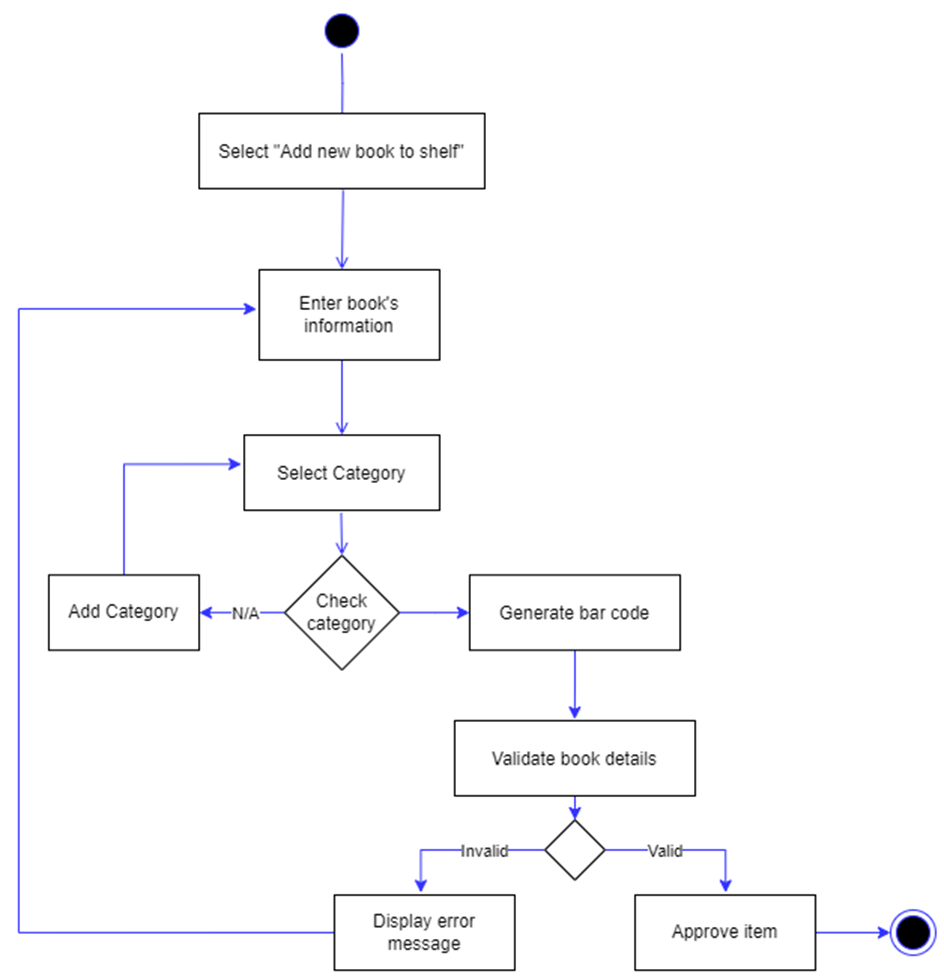 Select "Add new book to shelf"
Enter book's
information
Select Category
Add Category
N/A
Check
category
Generate bar code
Validate book details
Invalid
Valid
Display error
message
Approve item